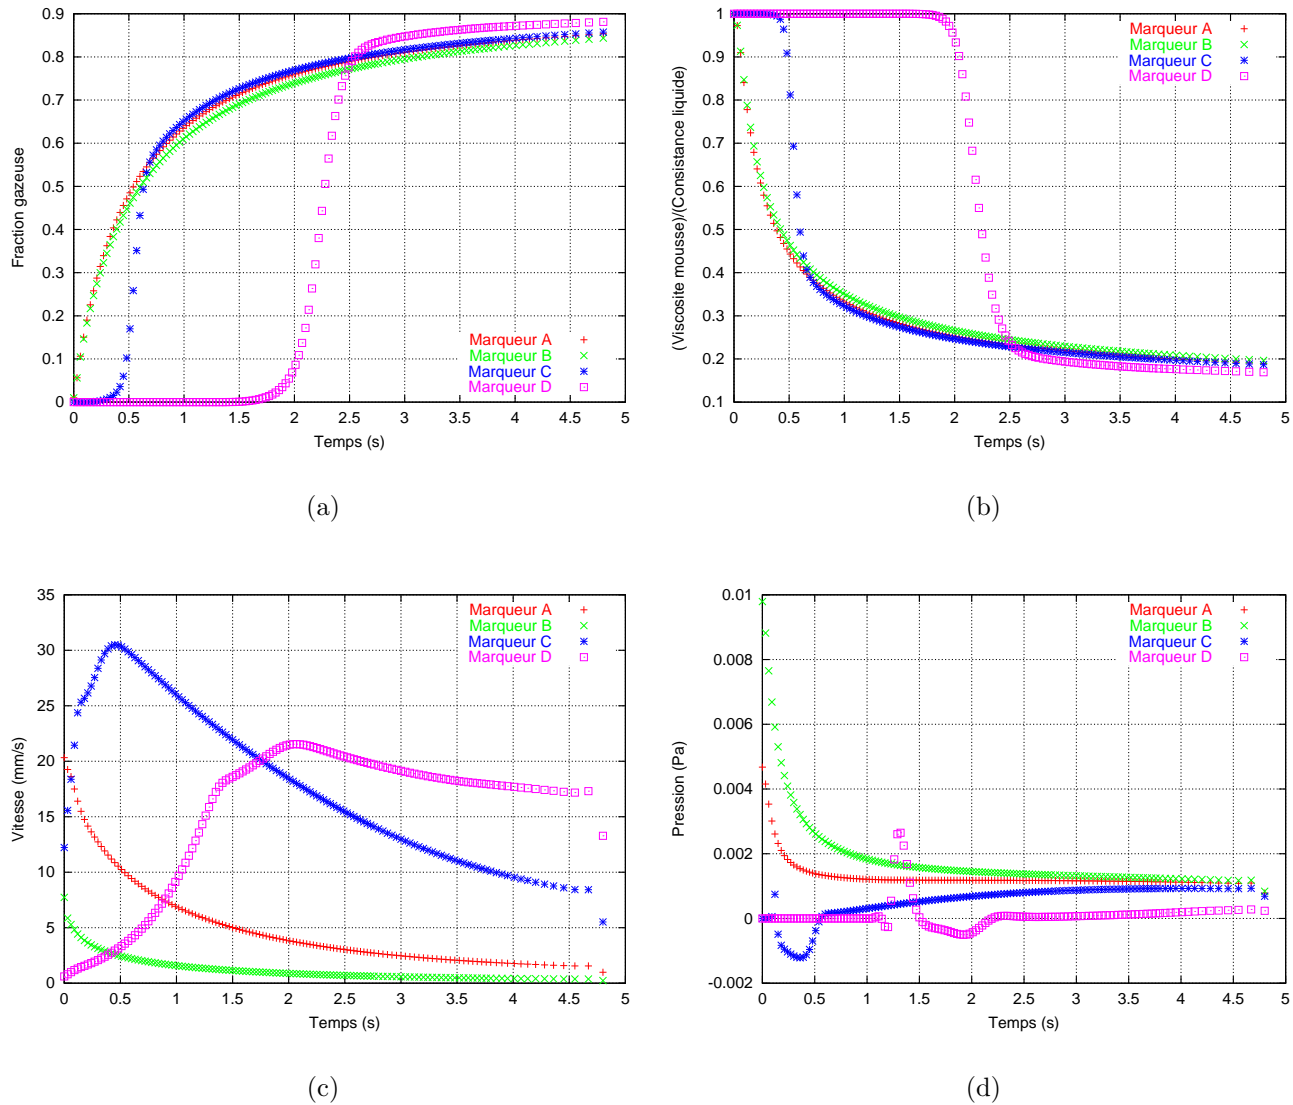 Fraction gazeuse
0.9
0.8
0.7
0.6
0.5
0.4
0.3
0.2
0.1
0
0 0.5 1 1.5 2 2.5 3 3.5 4 4.5 5
Temps (s)
Marqueur A
Marqueur B
Marqueur C
Marqueur D
(a)
(Viscosite mousse)/(Consistance liquide)
1
0.9
0.8
0.7
0.6
0.5
0.4
0.3
0.2
0.1
0 0.5 1 1.5 2 2.5 3 3.5 4 4.5 5
Temps (s)
Marqueur A
Marqueur B
Marqueur C
Marqueur D
(b)
Vitesse (mm/s)
35
30
25
20
15
10
5
0
0 0.5 1 1.5 2 2.5 3 3.5 4 4.5 5
Temps (s)
Marqueur A
Marqueur B
Marqueur C
Marqueur D
(c)
Pression (Pa)
0.01
0.008
0.006
0.004
0.002
0
-0.002
0 0.5 1 1.5 2 2.5 3 3.5 4 4.5 5
Temps (s)
Marqueur A
Marqueur B
Marqueur C
Marqueur D
(d)